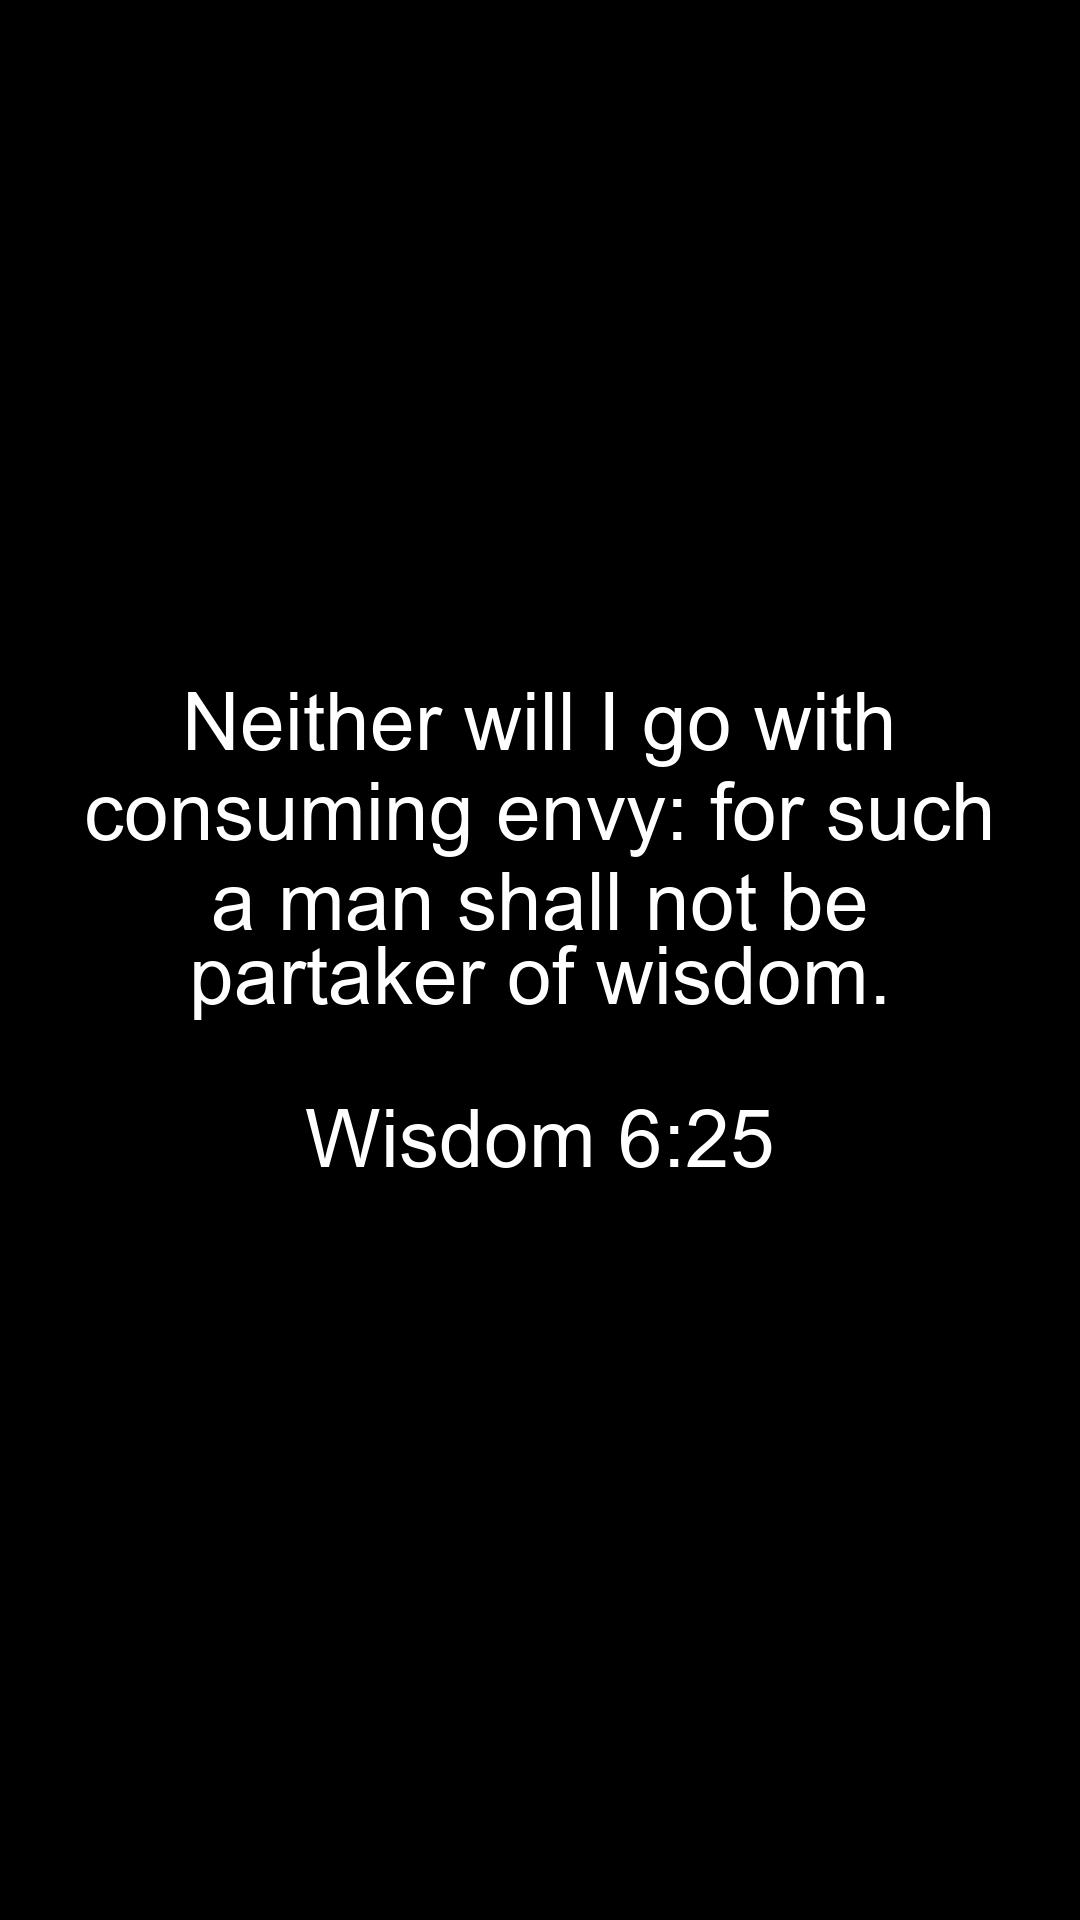 Neither will I go with
consuming envy: for such
a man shall not be
partaker of wisdom.
Wisdom 6:25